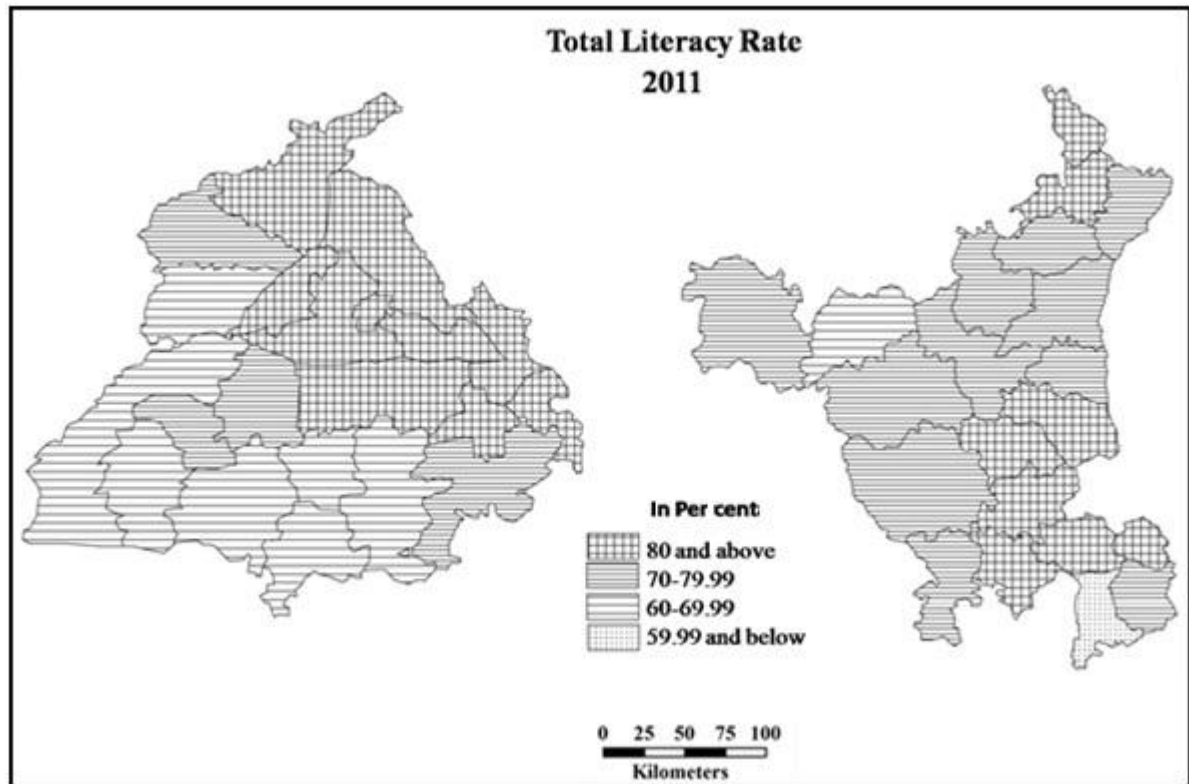 Total Literacy Rate
2011
In Per cent
80 and above
70-79.99
60-69.99
59.99 and below
0 25 50 75 100
Kilometers